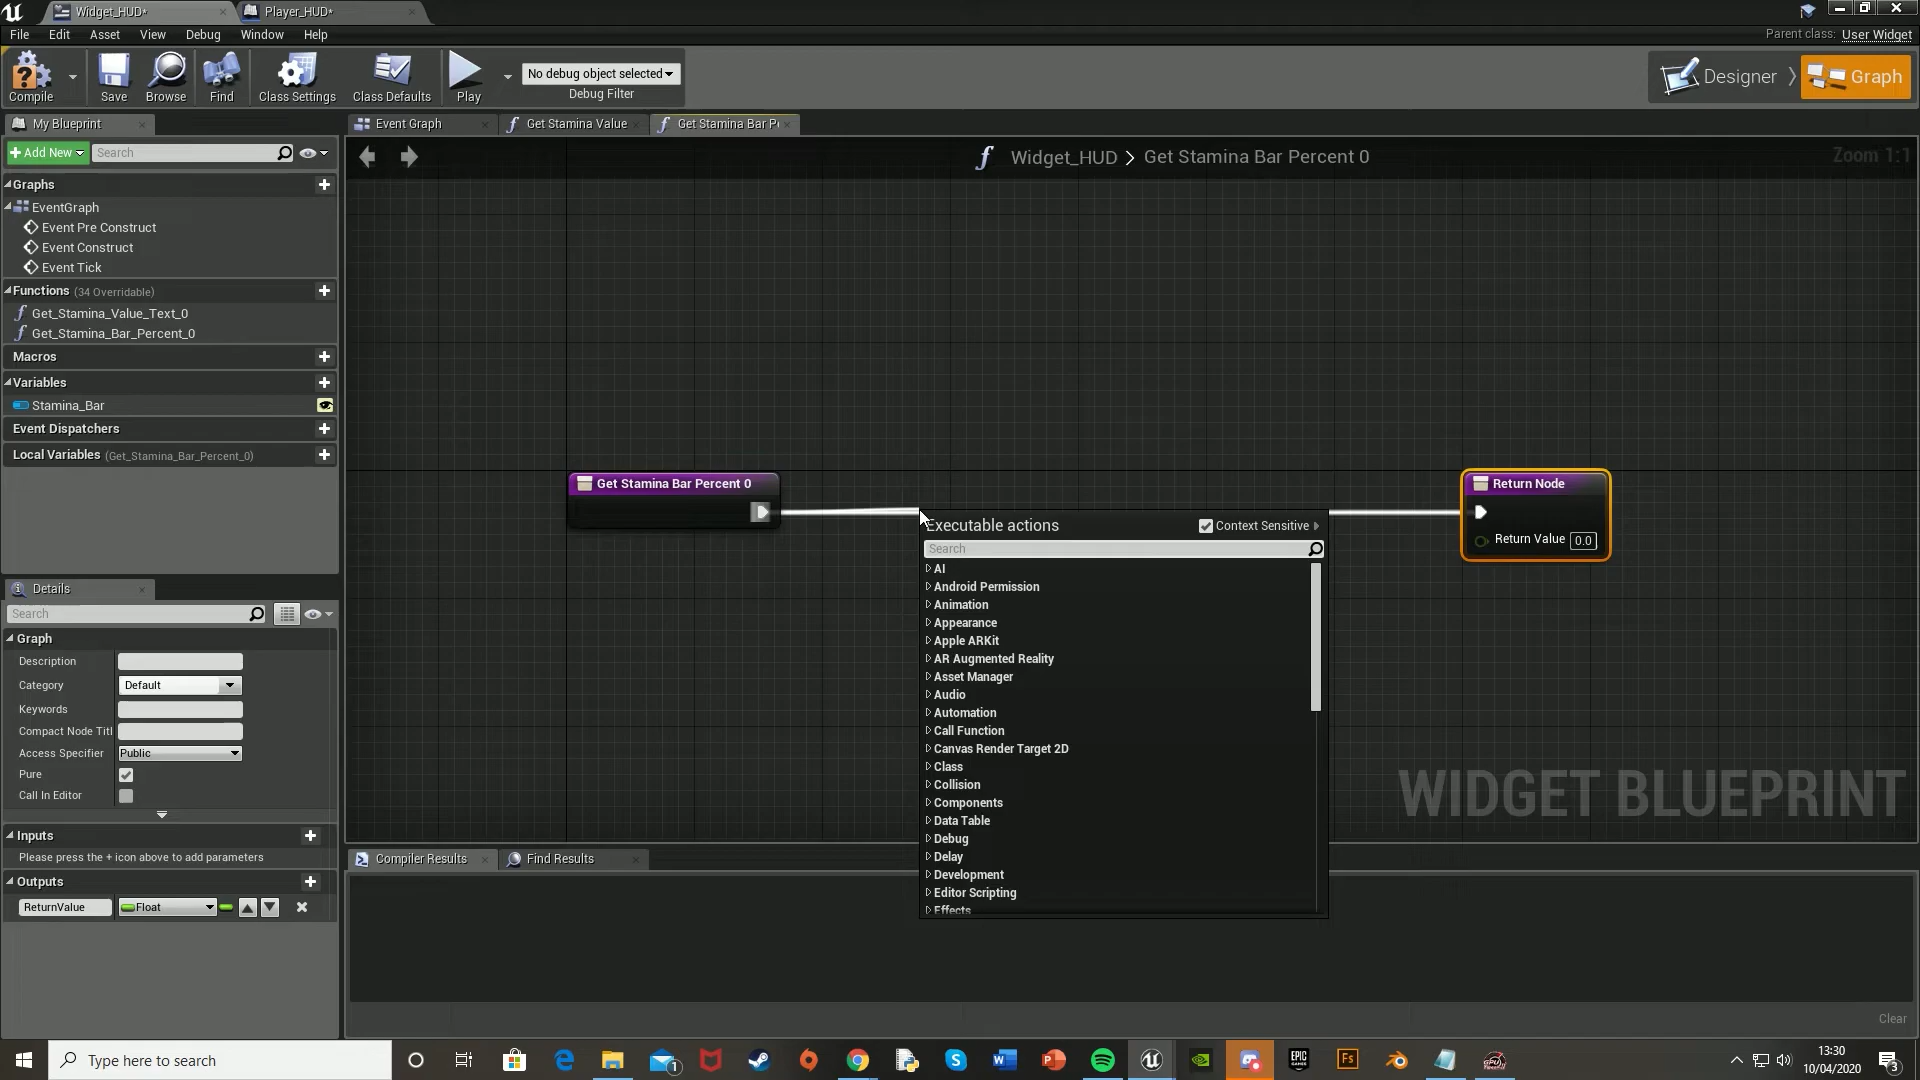 Widget_HUD*
Player_HUD*
File Edit Asset View Debug Window Help
Parent class: User Widget
Compile
Save
Browse
Find
Class Settings
Class Defaults
Play
No debug object selected
Debug Filter
Designer
Graph
My Blueprint
Event Graph
Get Stamina Value
Get Stamina Bar P
Add New
Search
Widget_HUD > Get Stamina Bar Percent 0
Zoom 1:1
Graphs
EventGraph
Event Pre Construct
Event Construct
Event Tick
Functions (34 Overridable)
Get_Stamina_Value_Text_0
Get_Stamina_Bar_Percent_0
Macros
Variables
Stamina_Bar
Event Dispatchers
Local Variables (Get_Stamina_Bar_Percent_0)
Get Stamina Bar Percent 0
Return Node
Return Value 0.0
Executable actions
Context Sensitive
Search
AI
Android Permission
Animation
Appearance
Apple ARKit
AR Augmented Reality
Asset Manager
Audio
Automation
Call Function
Canvas Render Target 2D
Class
Collision
Components
Data Table
Debug
Delay
Development
Editor Scripting
Effects
WIDGET BLUEPRINT
Details
Search
Graph
Description
Category Default
Keywords
Compact Node Titl
Access Specifier Public
Pure
Call In Editor
Inputs
Please press the + icon above to add parameters
Outputs
ReturnValue Float
Compiler Results
Find Results
Clear
Type here to search
1
EPIC
GAMES
Fs
13:30
10/04/2020
3